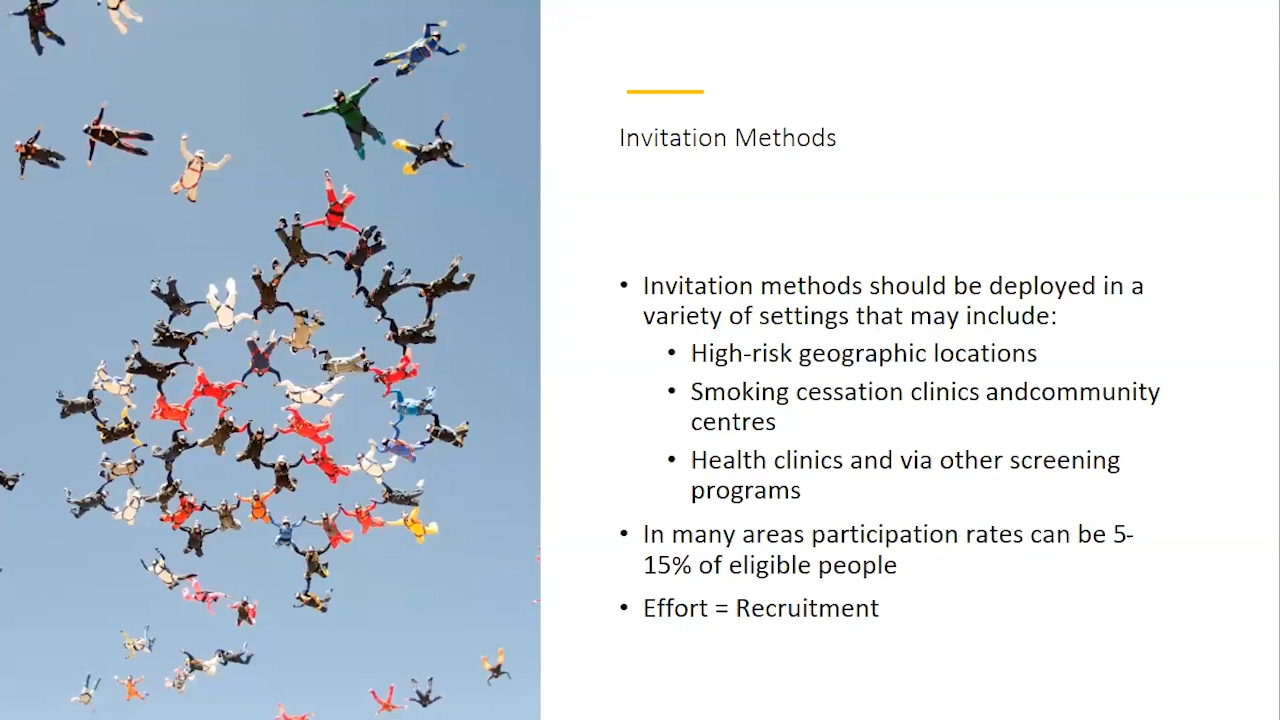 Invitation Methods
• Invitation methods should be deployed in a
variety of settings that may include:
• High-risk geographic locations
• Smoking cessation clinics andcommunity
centres
• Health clinics and via other screening
programs
• In many areas participation rates can be 5-
15% of eligible people
• Effort = Recruitment